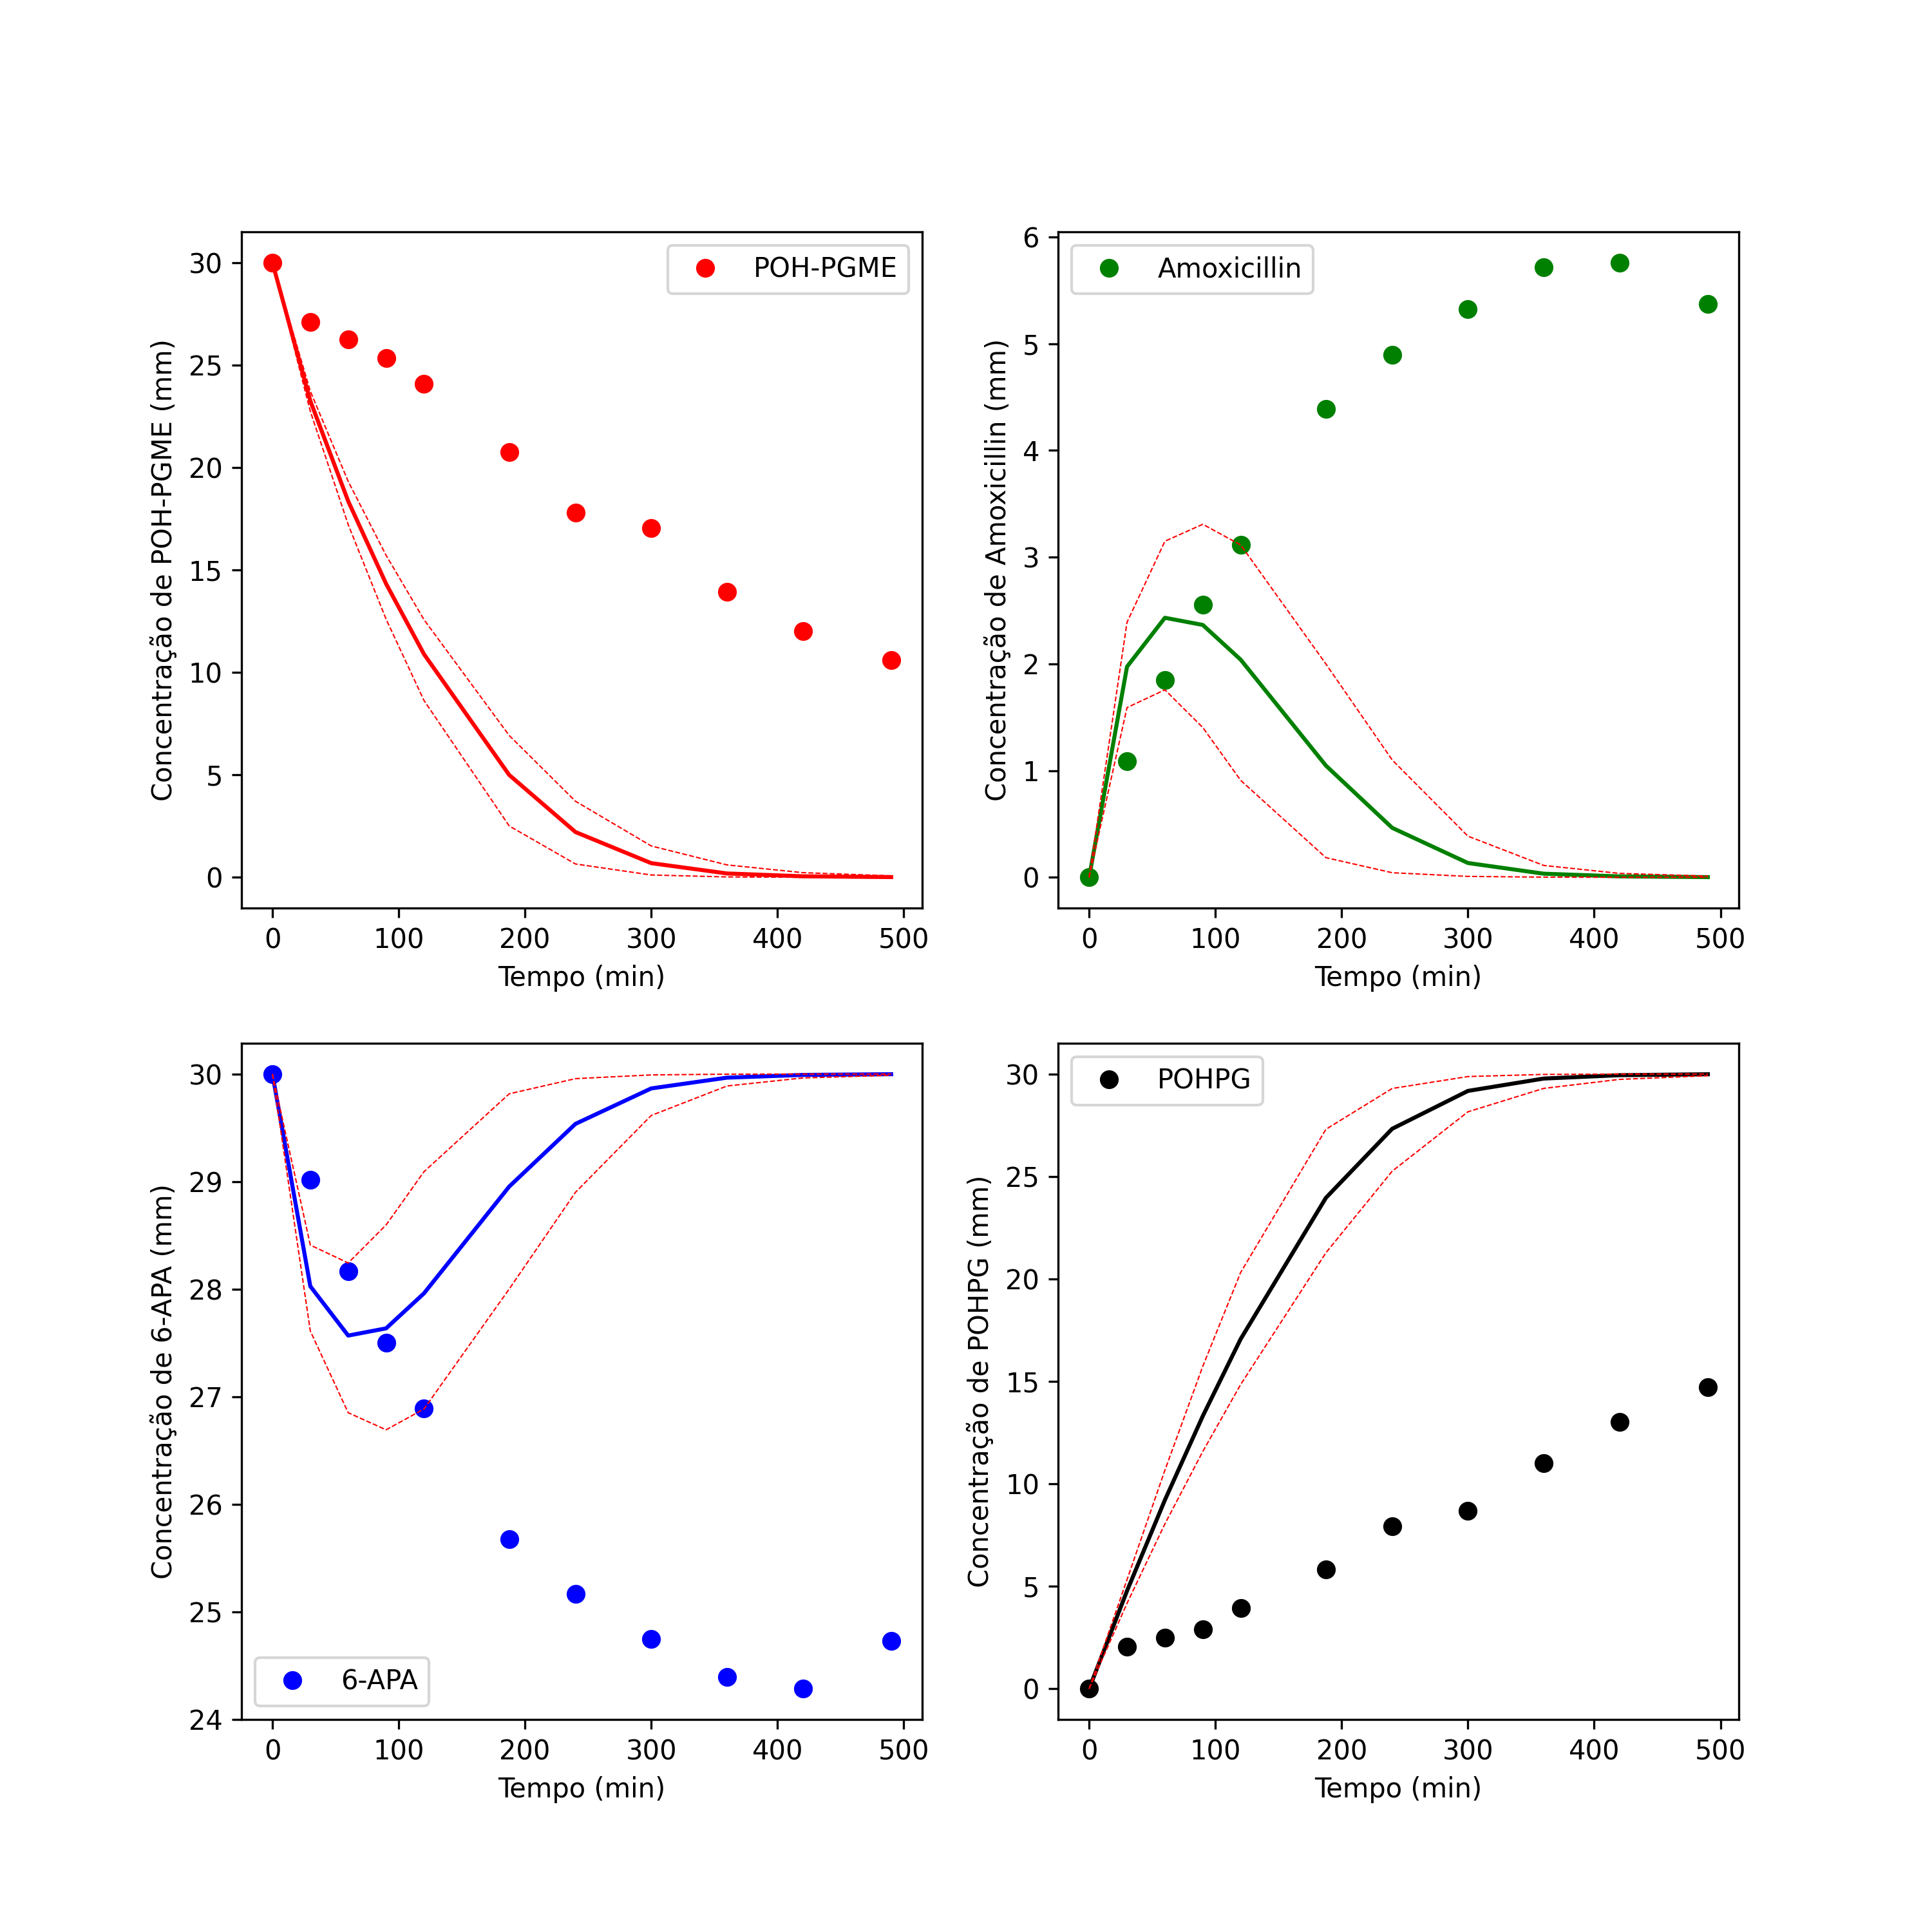 POH-PGME
Concentração de POH-PGME (mm)
30
25
20
15
10
5
0
0 100 200 300 400 500
Tempo (min)
Amoxicillin
Concentração de Amoxicillin (mm)
6
5
4
3
2
1
0
0 100 200 300 400 500
Tempo (min)
6-APA
Concentração de 6-APA (mm)
30
29
28
27
26
25
24
0 100 200 300 400 500
Tempo (min)
POHPG
Concentração de POHPG (mm)
30
25
20
15
10
5
0
0 100 200 300 400 500
Tempo (min)